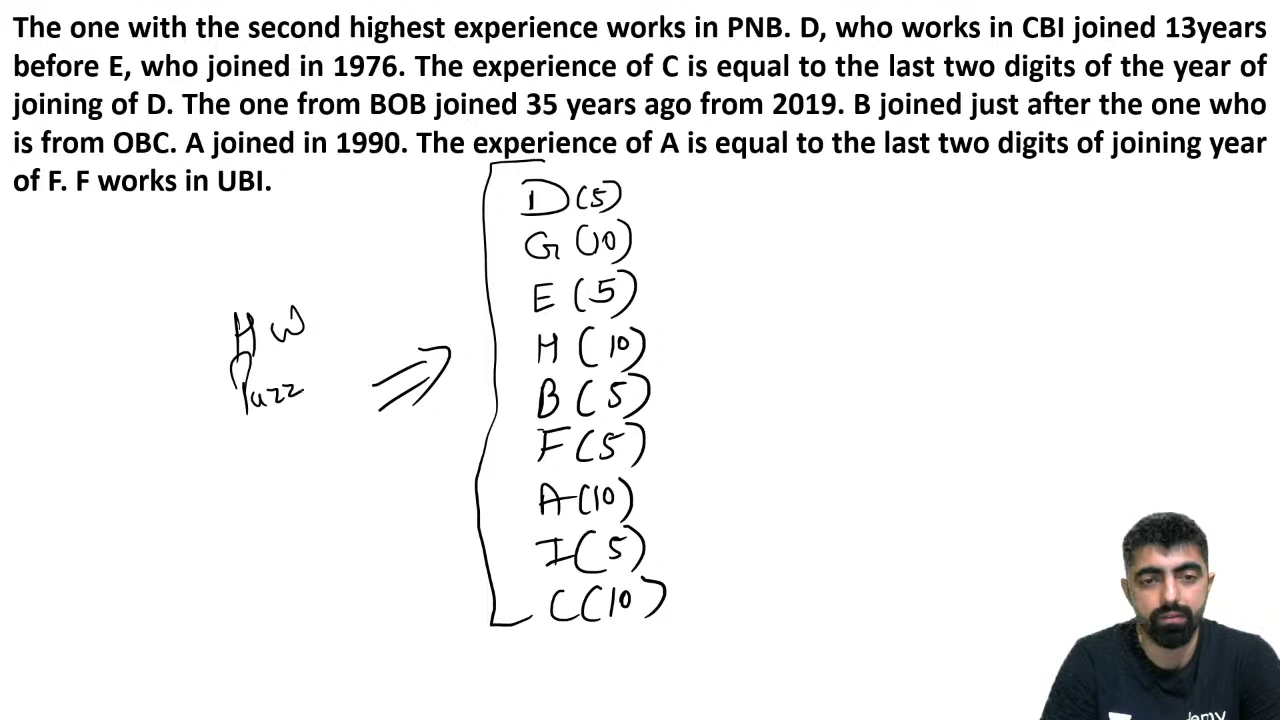 The one with the second highest experience works in PNB. D, who works in CBI joined 13years
before E, who joined in 1976. The experience of C is equal to the last two digits of the year of
joining of D. The one from BOB joined 35 years ago from 2019. B joined just after the one who
is from OBC. A joined in 1990. The experience of A is equal to the last two digits of joining year
of F. F works in UBI.
D (5)
G (10)
E (5)
H (10)
B (5)
F (5)
A (10)
I (5)
C (10)
HW
Puzz